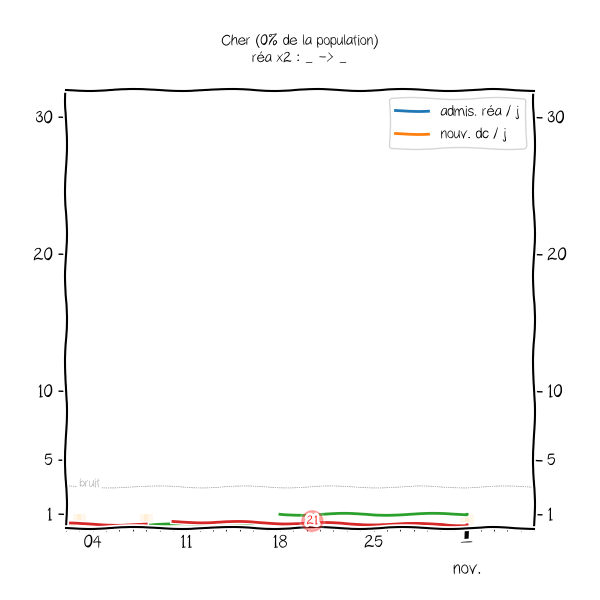 Cher (0% de la population)
réa x2 : _ -> _
admis. réa / j
nouv. dc / j
30
30
20
20
10
10
5
5
bruit
1
21
1
04
11
18
25
nov.